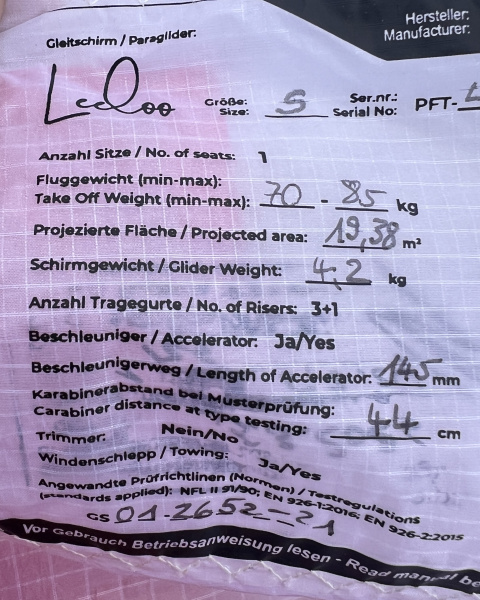 Hersteller:
Manufacturer:
Gleitschirm / Paraglider:
Leeloo
Größe: S Ser.nr.:
Size: Serial No: PFT-
Anzahl Sitze / No. of seats: 1
Fluggewicht (min-max):
Take Off Weight (min-max): 70 - 85 kg
Projezierte Fläche / Projected area: 19,38 m²
Schirmgewicht / Glider Weight: 4,2 kg
Anzahl Tragegurte / No. of Risers: 3+1
Beschleuniger / Accelerator: Ja/Yes
Beschleunigerweg / Length of Accelerator: 145 mm
Karabinerabstand bei Musterprüfung:
Carabiner distance at type testing: 44 cm
Trimmer: Nein/No
Windenschlepp / Towing: Ja/Yes
Angewandte Prüfrichtlinien (Normen) / Testregulations
(standards applied): NFL II 91/90; EN 926-1:2016; EN 926-2:2015
GS 01-2652-21
Vor Gebrauch Betriebsanweisung lesen - Read manual be